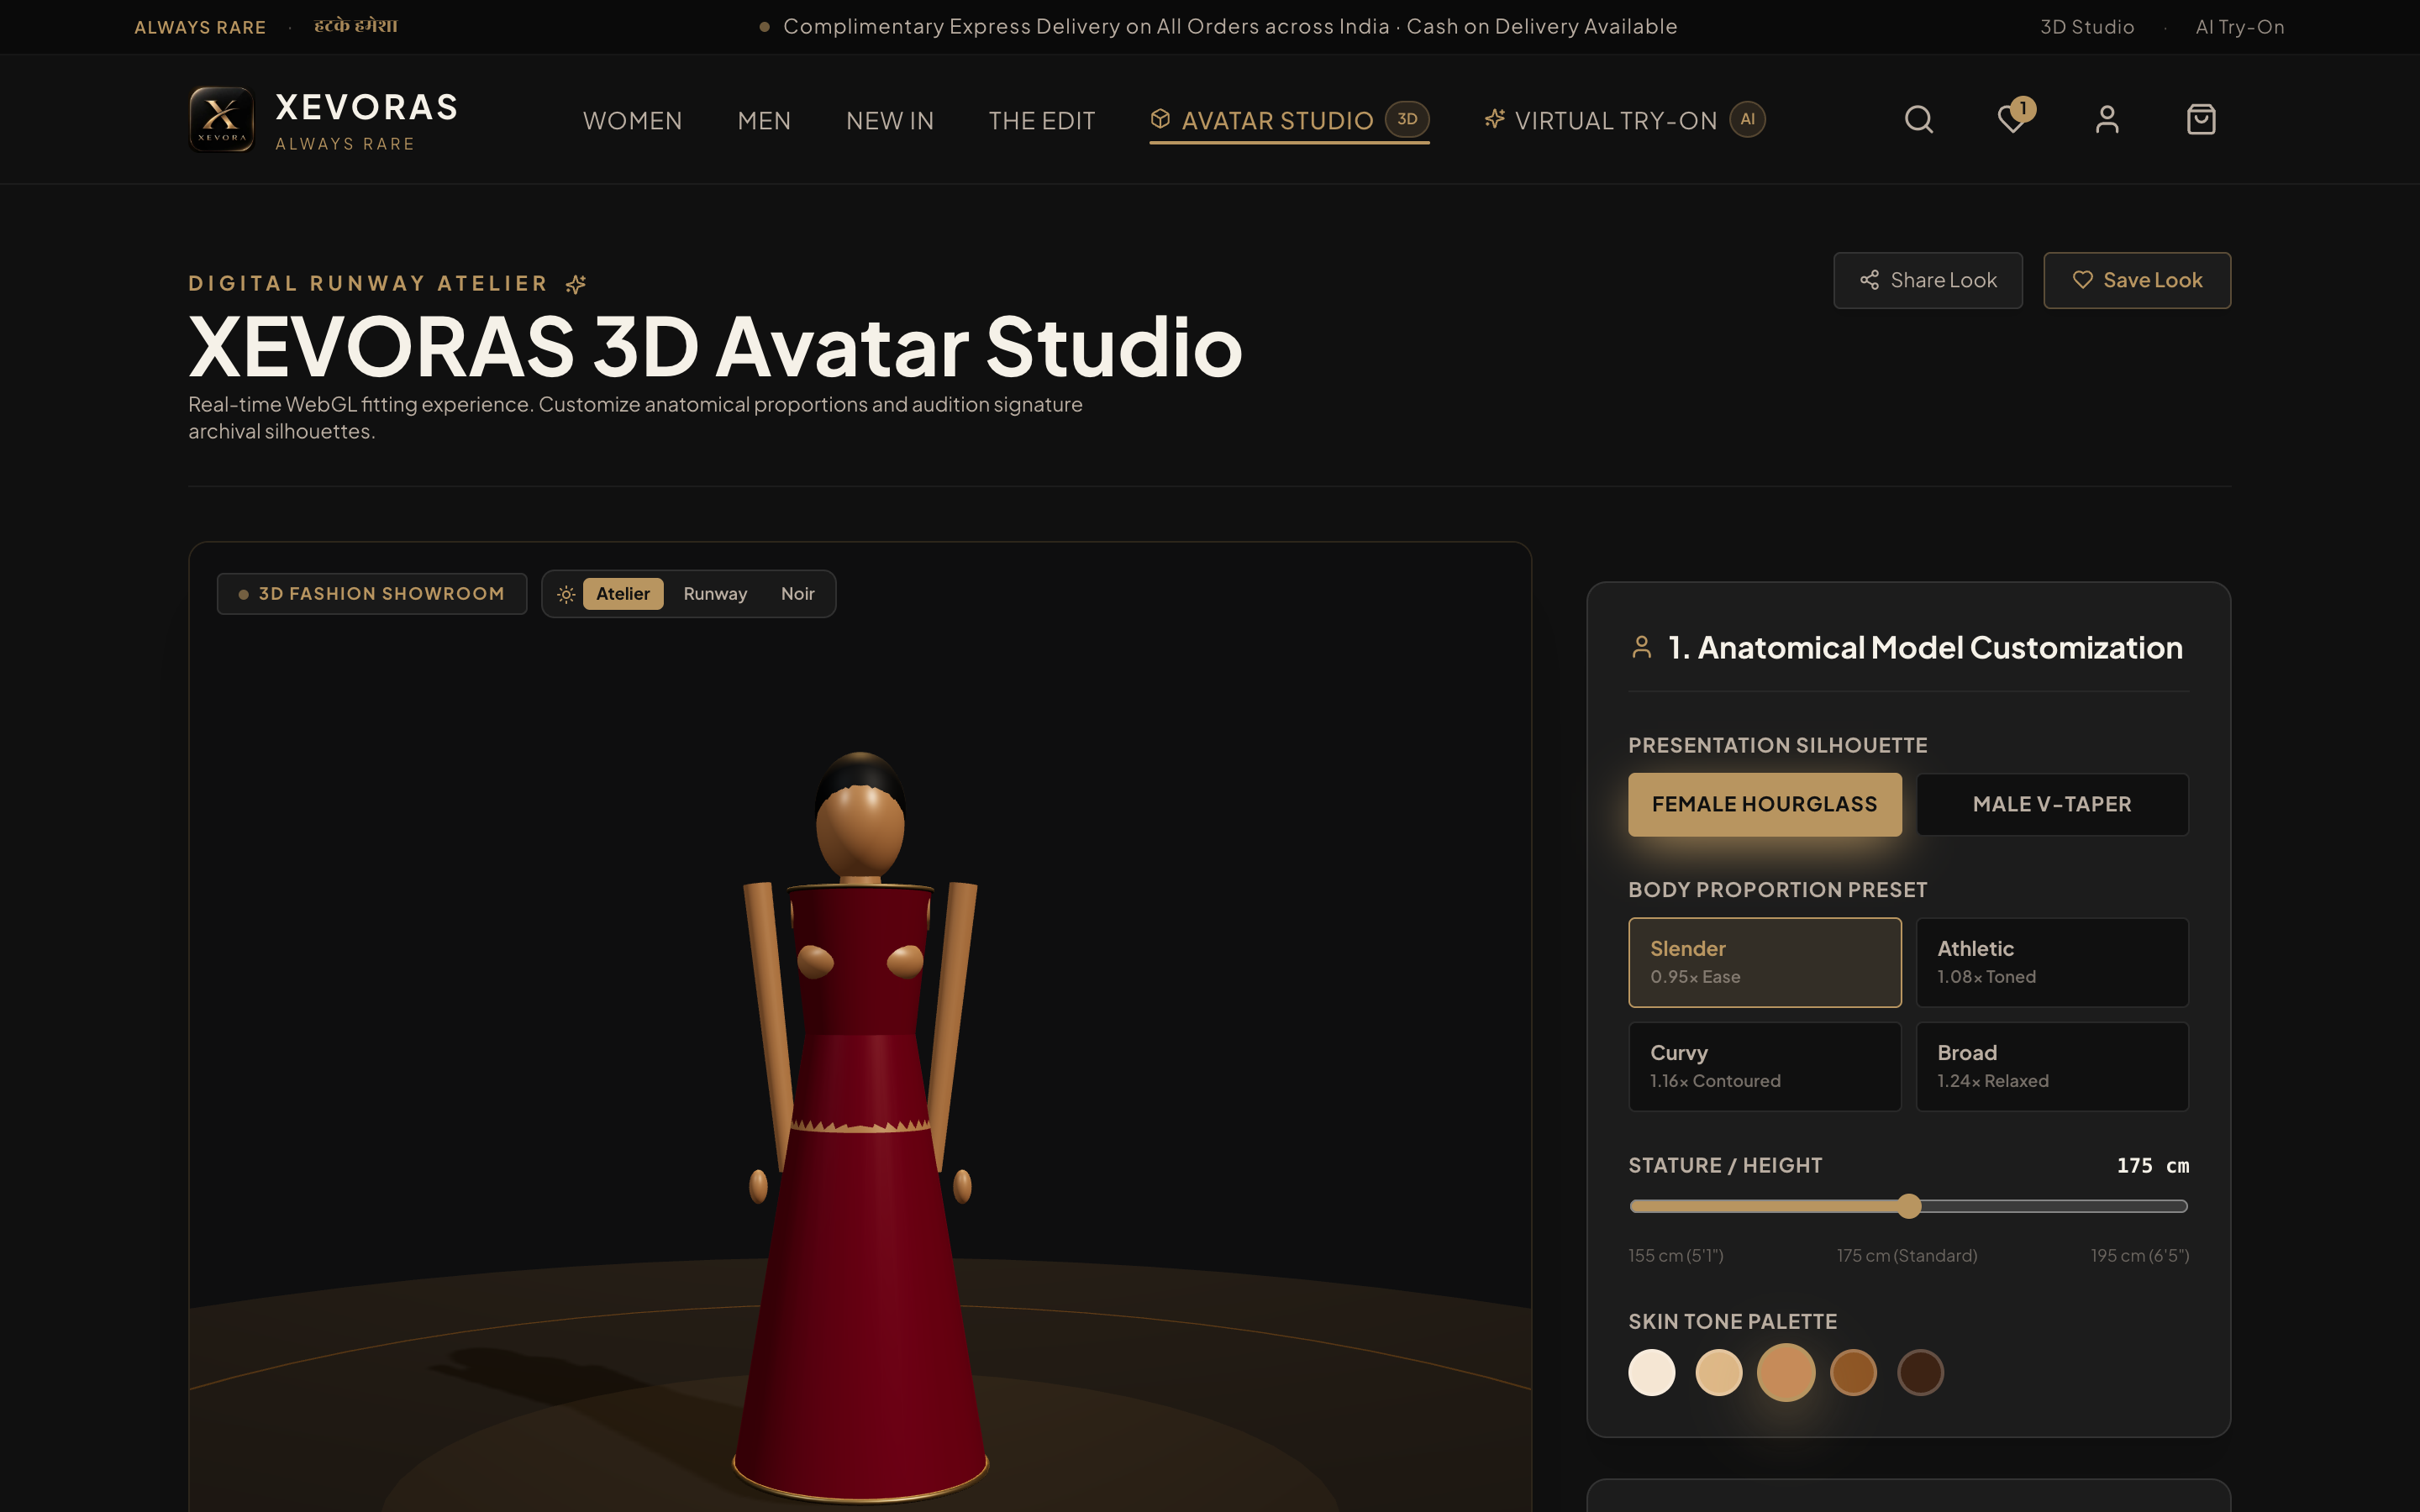 ALWAYS RARE · हटके हमेशा
Complimentary Express Delivery on All Orders across India · Cash on Delivery Available
3D Studio · AI Try-On
XEVORA
XEVORAS
ALWAYS RARE
WOMEN
MEN
NEW IN
THE EDIT
AVATAR STUDIO 3D
VIRTUAL TRY-ON AI
1
DIGITAL RUNWAY ATELIER
XEVORAS 3D Avatar Studio
Real-time WebGL fitting experience. Customize anatomical proportions and audition signature
archival silhouettes.
Share Look
Save Look
3D FASHION SHOWROOM
Atelier
Runway
Noir
1. Anatomical Model Customization
PRESENTATION SILHOUETTE
FEMALE HOURGLASS
MALE V-TAPER
BODY PROPORTION PRESET
Slender
0.95× Ease
Athletic
1.08× Toned
Curvy
1.16× Contoured
Broad
1.24× Relaxed
STATURE / HEIGHT
175 cm
155 cm (5'1")
175 cm (Standard)
195 cm (6'5")
SKIN TONE PALETTE